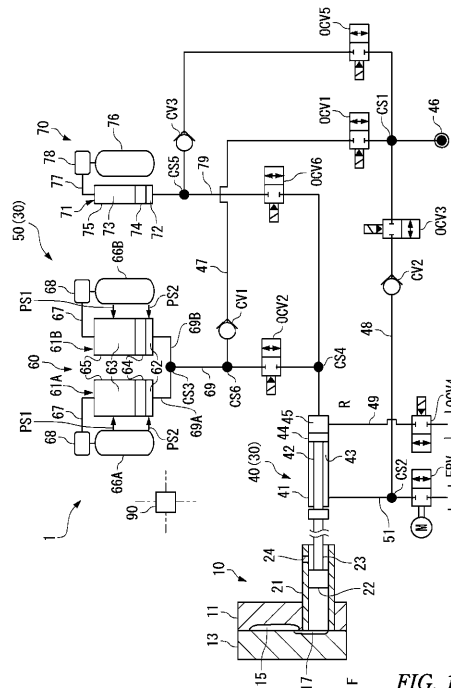 1
50 (30)
60
70
66A
68
67
61A
65
63
64
62
PS1
PS2
61B
67
68
66B
PS1
PS2
69A
69B
CS3
69
77
78
71
75
73
74
72
76
CS5
79
CV3
OCV5
90
47
CV1
CS6
OCV2
OCV6
OCV1
CS1
46
10
13
11
15
17
21
24
22
23
40 (30)
41
42
43
44
45
CS4
R
49
48
CV2
OCV3
CS2
51
M
F
FIG. 1